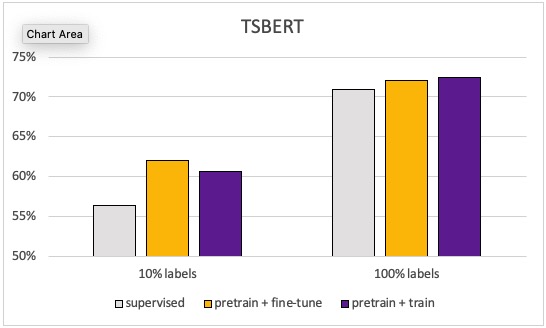 TSBERT
Chart Area
75%
70%
65%
60%
55%
50%
10% labels
100% labels
supervised
pretrain + fine-tune
pretrain + train